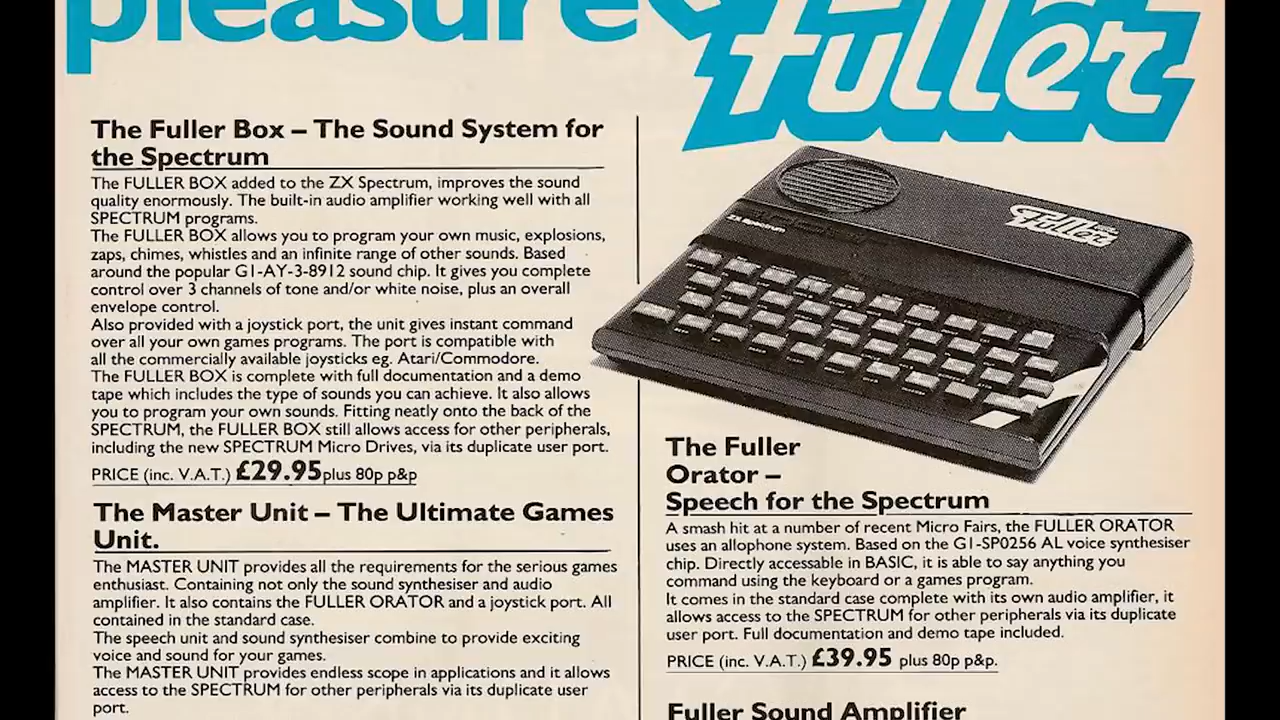 pleasure
Fuller
The Fuller Box – The Sound System for
the Spectrum
The FULLER BOX added to the ZX Spectrum, improves the sound
quality enormously. The built-in audio amplifier working well with all
SPECTRUM programs.
The FULLER BOX allows you to program your own music, explosions,
zaps, chimes, whistles and an infinite range of other sounds. Based
around the popular G1-AY-3-8912 sound chip. It gives you complete
control over 3 channels of tone and/or white noise, plus an overall
envelope control.
Also provided with a joystick port, the unit gives instant command
over all your own games programs. The port is compatible with
all the commercially available joysticks eg. Atari/Commodore.
The FULLER BOX is complete with full documentation and a demo
tape which includes the type of sounds you can achieve. It also allows
you to program your own sounds. Fitting neatly onto the back of the
SPECTRUM, the FULLER BOX still allows access for other peripherals,
including the new SPECTRUM Micro Drives, via its duplicate user port.
PRICE (inc. V.A.T.) £29.95 plus 80p p&p
The Master Unit – The Ultimate Games
Unit.
The MASTER UNIT provides all the requirements for the serious games
enthusiast. Containing not only the sound synthesiser and audio
amplifier. It also contains the FULLER ORATOR and a joystick port. All
contained in the standard case.
The speech unit and sound synthesiser combine to provide exciting
voice and sound for your games.
The MASTER UNIT provides endless scope in applications and it allows
access to the SPECTRUM for other peripherals via its duplicate user
port.
Fuller
ZX Spectrum
The Fuller
Orator –
Speech for the Spectrum
A smash hit at a number of recent Micro Fairs, the FULLER ORATOR
uses an allophone system. Based on the G1-SP0256 AL voice synthesiser
chip. Directly accessable in BASIC, it is able to say anything you
command using the keyboard or a games program.
It comes in the standard case complete with its own audio amplifier, it
allows access to the SPECTRUM for other peripherals via its duplicate
user port. Full documentation and demo tape included.
PRICE (inc. V.A.T.) £39.95 plus 80p p&p.
Fuller Sound Amplifier